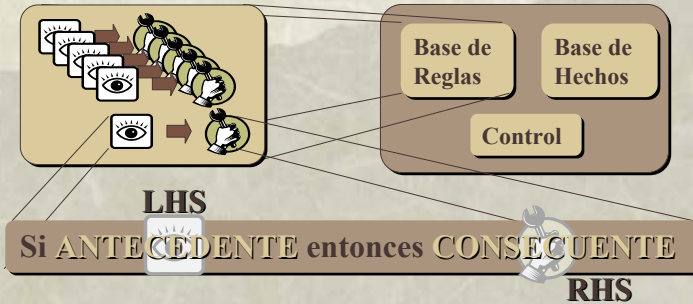 Base de
Reglas
Base de
Hechos
Control
LHS
Si ANTECEDENTE entonces CONSECUENTE
RHS